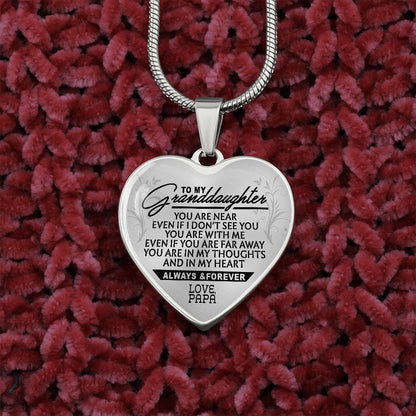 TO MY
Granddaughter
YOU ARE NEAR
EVEN IF I DON'T SEE YOU
YOU ARE WITH ME
EVEN IF YOU ARE FAR AWAY
YOU ARE IN MY THOUGHTS
AND IN MY HEART
ALWAYS &FOREVER
LOVE,
PAPA